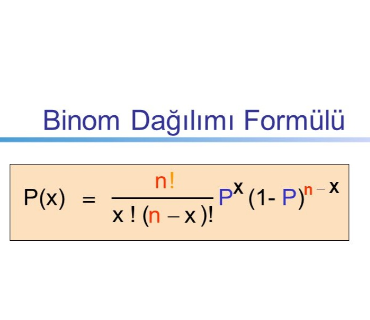 Binom Dağılımı Formülü
P(x) = n! / x ! (n − x )! P^X (1- P)^n − X